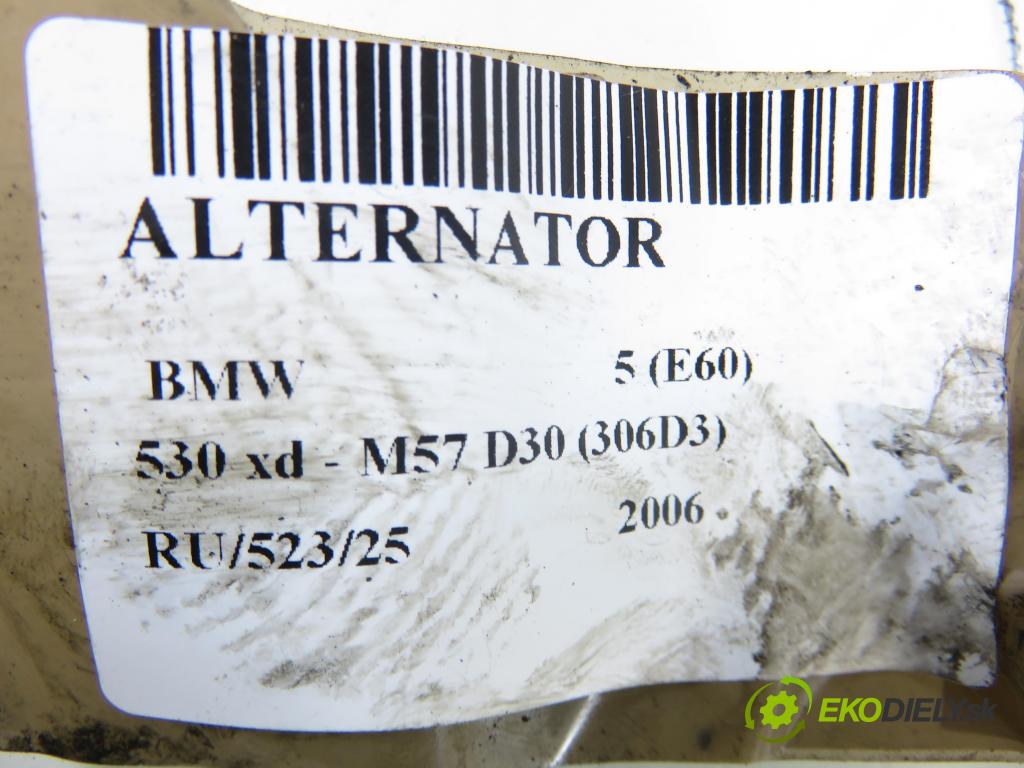 ALTERNATOR
BMW 5 (E60)
530 xd - M57 D30 (306D3)
RU/523/25 2006
EKODIELY.sk